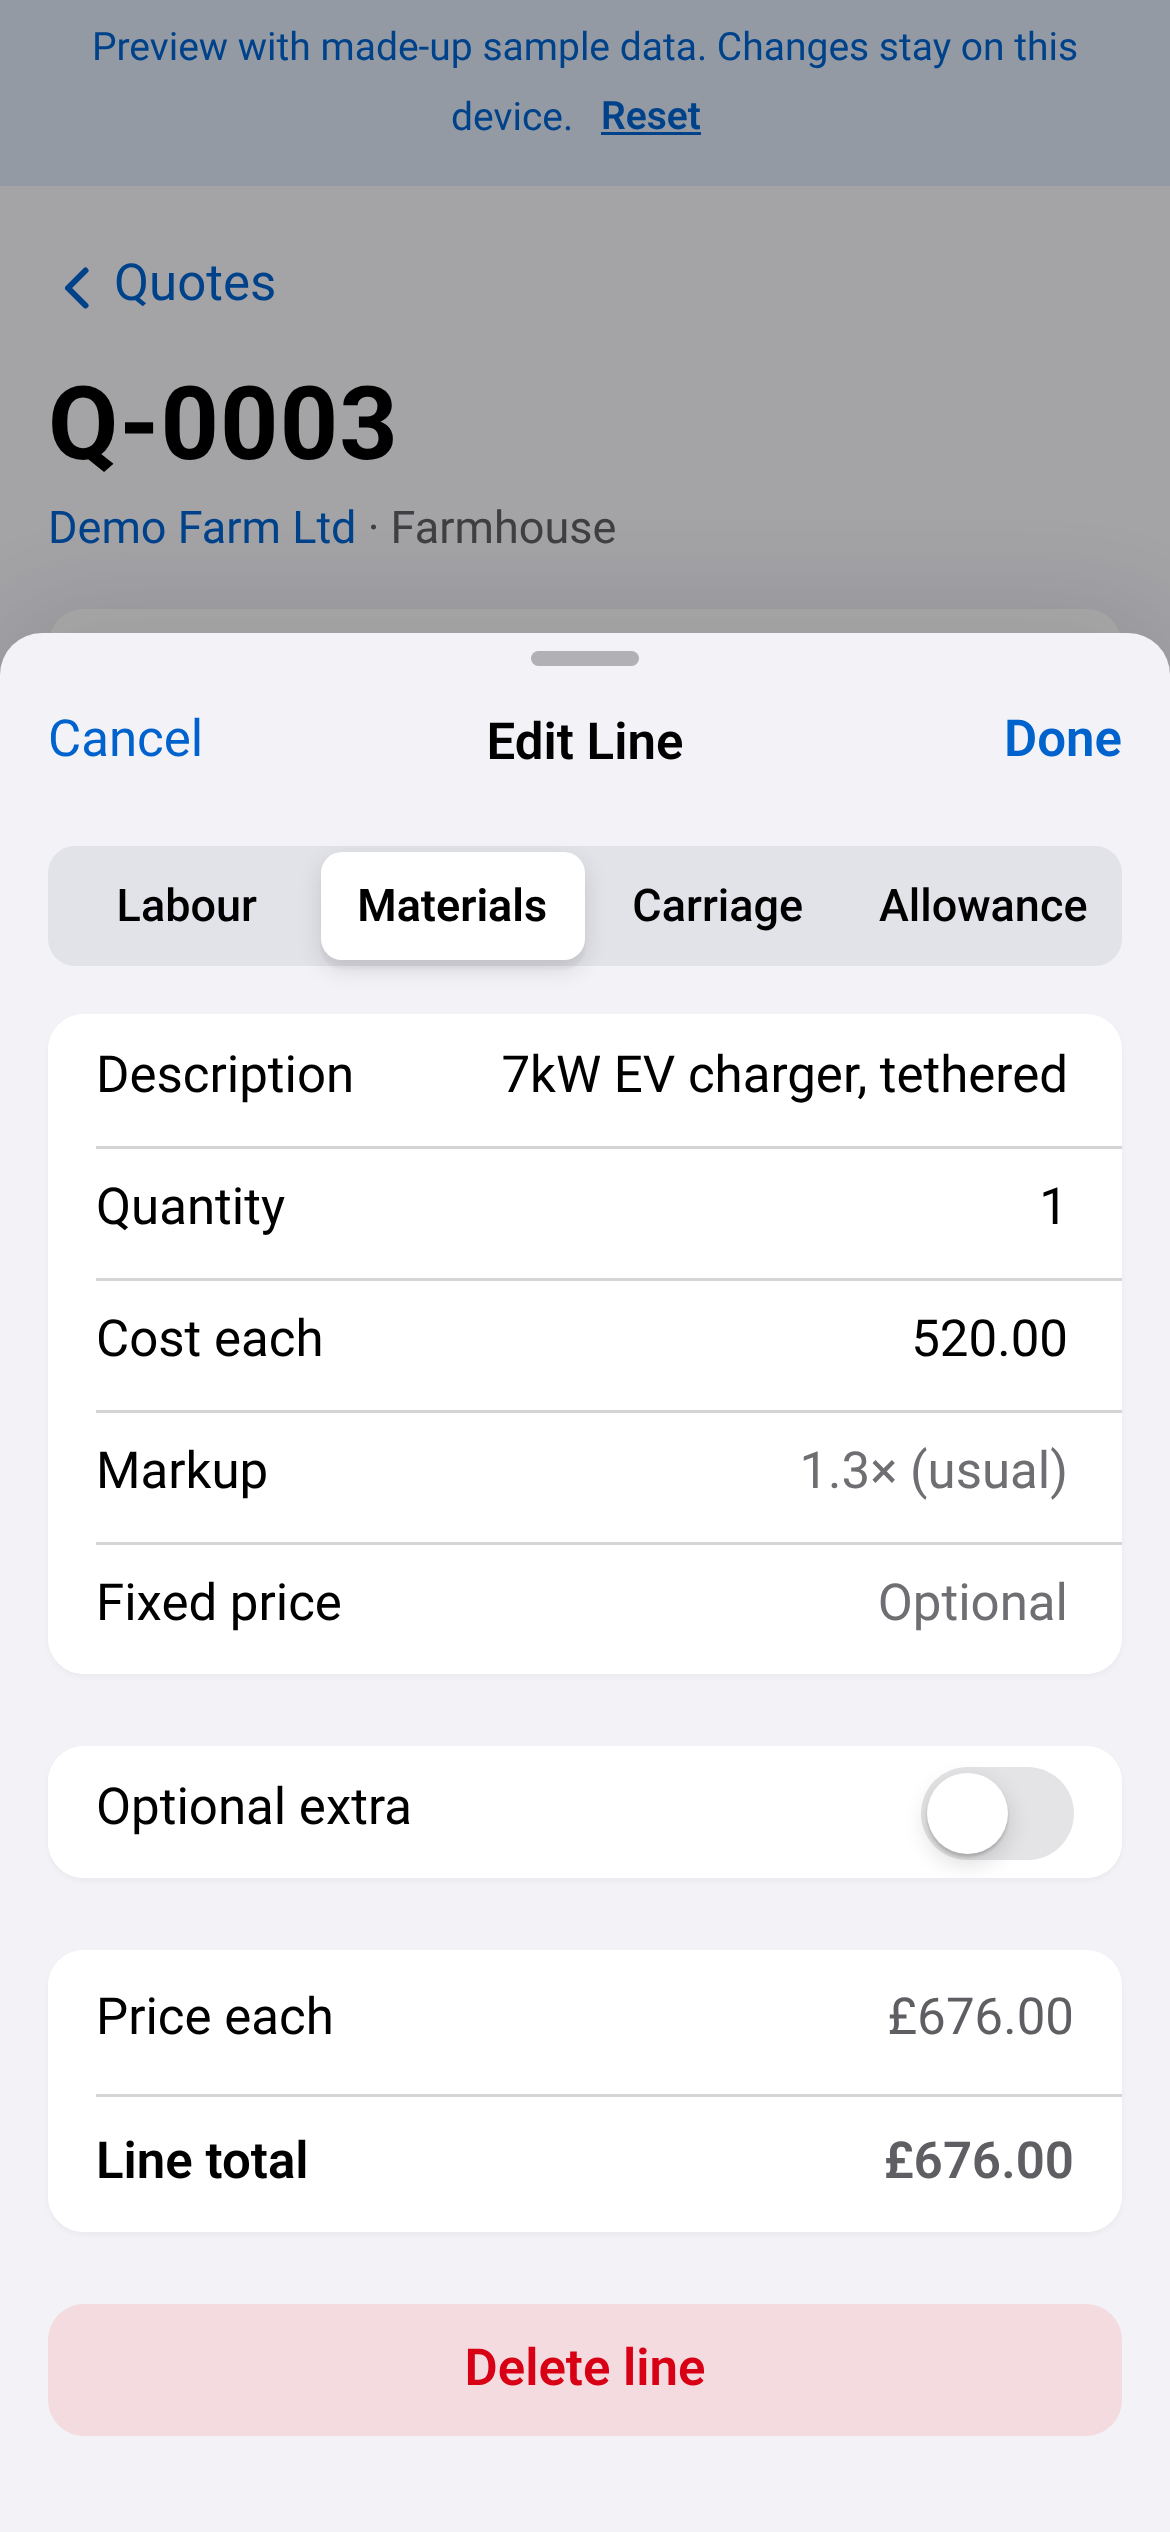 Preview with made-up sample data. Changes stay on this
device. Reset
Quotes
Q-0003
Demo Farm Ltd · Farmhouse
Cancel
Edit Line
Done
Labour
Materials
Carriage
Allowance
Description
7kW EV charger, tethered
Quantity
1
Cost each
520.00
Markup
1.3× (usual)
Fixed price
Optional
Optional extra
Price each
£676.00
Line total
£676.00
Delete line